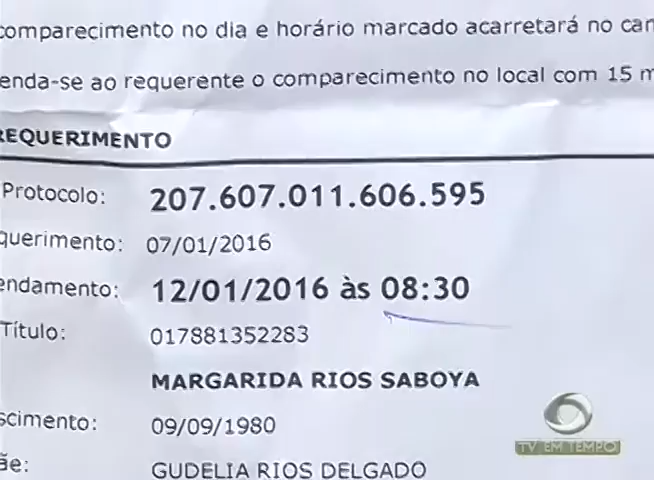 comparecimento no dia e horário marcado acarretará no can
enda-se ao requerente o comparecimento no local com 15 m
REQUERIMENTO
Protocolo: 207.607.011.606.595
querimento: 07/01/2016
endamento: 12/01/2016 às 08:30
Título: 017881352283
MARGARIDA RIOS SABOYA
scimento: 09/09/1980
ãe: GUDELIA RIOS DELGADO
TV EM TEMPO